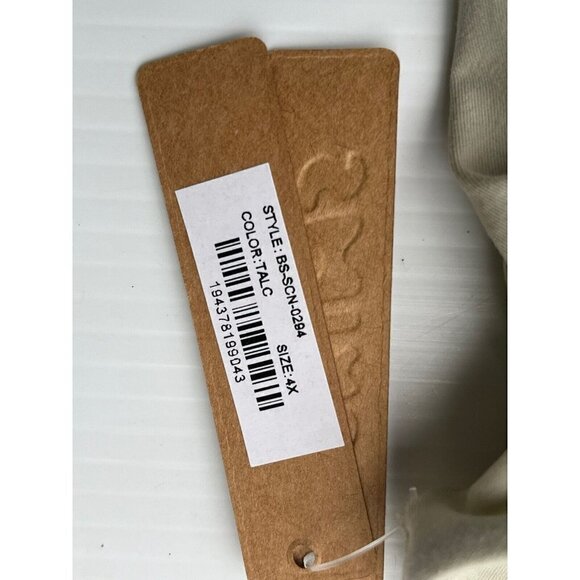 STYLE: BS-SCN-0294
COLOR:TALC SIZE:4X
194378199043